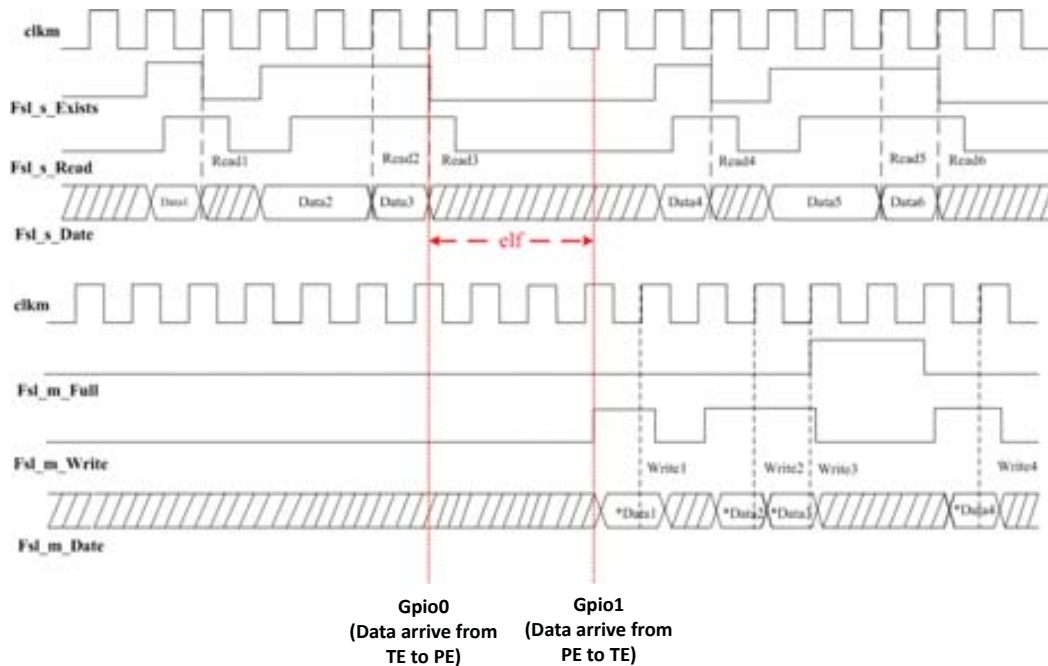 clkm
Fsl_s_Exists
Fsl_s_Read
Read1 Read2 Read3 Read4 Read5 Read6
Data1 Data2 Data3 Data4 Data5 Data6
Fsl_s_Date
clf
clkm
Fsl_m_Full
Fsl_m_Write
Write1 Write2 Write3 Write4
*Data1 *Data2 *Data3 *Data4
Fsl_m_Date
Gpio0 Gpio1
(Data arrive from (Data arrive from
TE to PE) PE to TE)